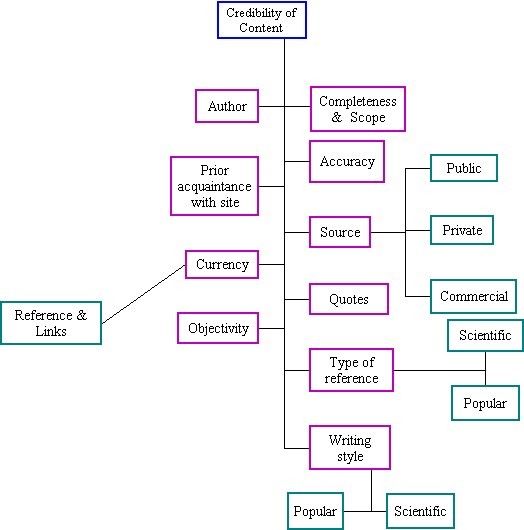 Credibility of
Content
Author
Completeness
& Scope
Accuracy
Prior
acquaintance
with site
Public
Source
Private
Currency
Commercial
Quotes
Reference &
Links
Objectivity
Scientific
Type of
reference
Popular
Writing
style
Popular
Scientific